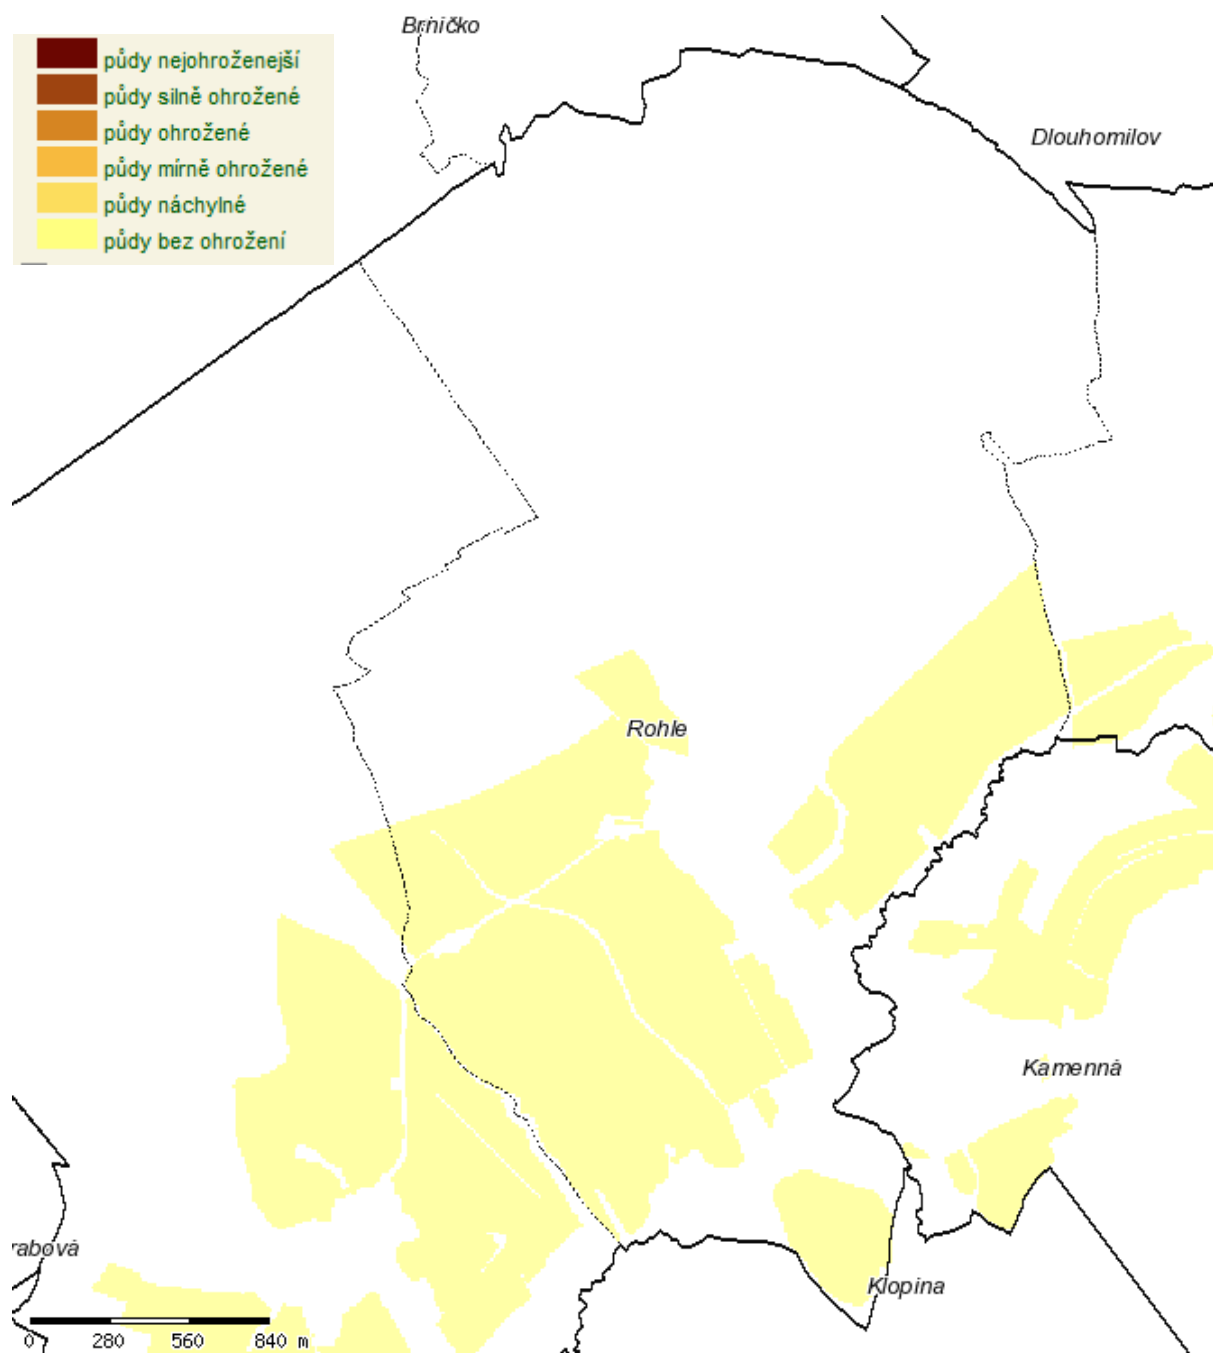 Brničko
půdy nejohroženejší
půdy silně ohrožené
půdy ohrožené
půdy mírně ohrožené
půdy náchylné
půdy bez ohrožení
Dlouhomilov
Rohle
Kamenná
rabová
Klopina
0 280 560 840 m